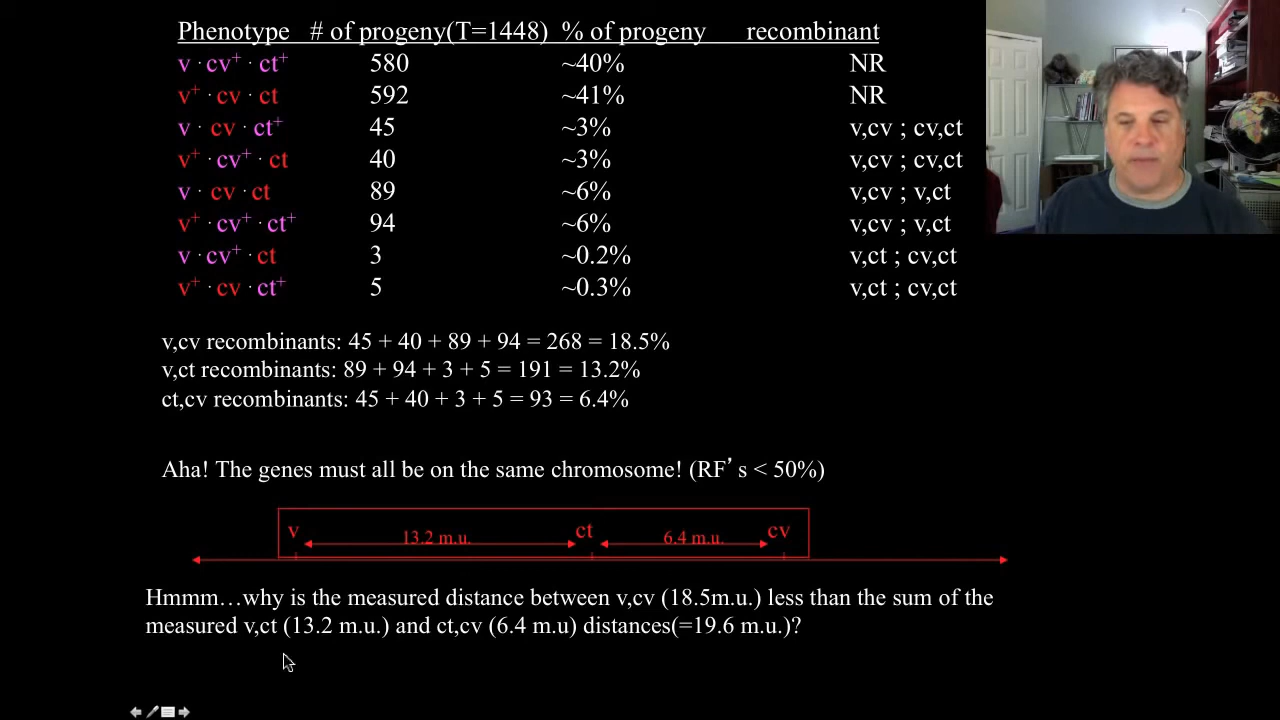 Phenotype # of progeny(T=1448) % of progeny recombinant
v · cv⁺ · ct⁺ 580 ~40% NR
v⁺ · cv · ct 592 ~41% NR
v · cv · ct⁺ 45 ~3% v,cv ; cv,ct
v⁺ · cv⁺ · ct 40 ~3% v,cv ; cv,ct
v · cv · ct 89 ~6% v,cv ; v,ct
v⁺ · cv⁺ · ct⁺ 94 ~6% v,cv ; v,ct
v · cv⁺ · ct 3 ~0.2% v,ct ; cv,ct
v⁺ · cv · ct⁺ 5 ~0.3% v,ct ; cv,ct
v,cv recombinants: 45 + 40 + 89 + 94 = 268 = 18.5%
v,ct recombinants: 89 + 94 + 3 + 5 = 191 = 13.2%
ct,cv recombinants: 45 + 40 + 3 + 5 = 93 = 6.4%
Aha! The genes must all be on the same chromosome! (RF’s < 50%)
v 13.2 m.u. ct 6.4 m.u. cv
Hmmm…why is the measured distance between v,cv (18.5m.u.) less than the sum of the
measured v,ct (13.2 m.u.) and ct,cv (6.4 m.u) distances(=19.6 m.u.)?